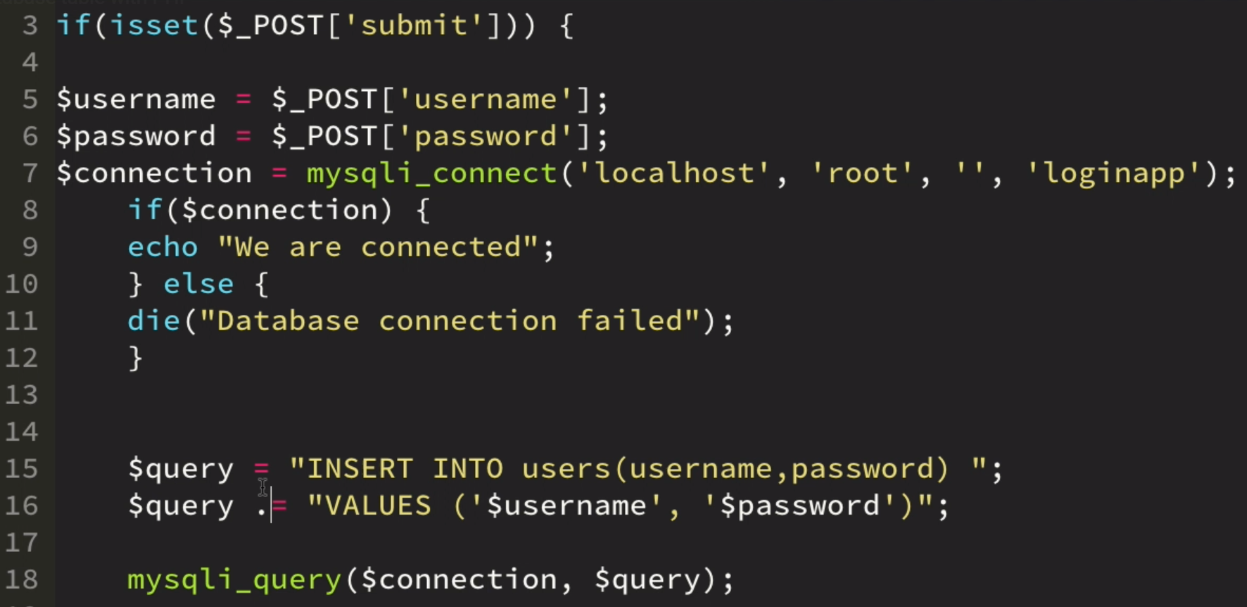 3 if(isset($_POST['submit'])) {
4
5 $username = $_POST['username'];
6 $password = $_POST['password'];
7 $connection = mysqli_connect('localhost', 'root', '', 'loginapp');
8 if($connection) {
9 echo "We are connected";
10 } else {
11 die("Database connection failed");
12 }
13
14
15 $query = "INSERT INTO users(username,password) ";
16 $query .= "VALUES ('$username', '$password')";
17
18 mysqli_query($connection, $query);